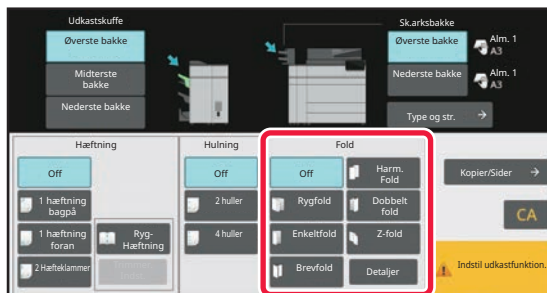 Udkastskuffe
Øverste bakke
Midterste
bakke
Nederste bakke
Sk.arksbakke
Øverste bakke
Alm. 1
A3
Nederste bakke
Alm. 1
A3
Type og str.
Hæftning
Off
1 hæftning
bagpå
1 hæftning
foran
Ryg-
Hæftning
2 Hæfteklammer
Hulning
Off
2 huller
4 huller
Fold
Off
Harm.
Fold
Rygfold
Dobbelt
fold
Enkeltfold
Z-fold
Brevfold
Detaljer
Kopier/Sider
CA
Indstil udkastfunktion.